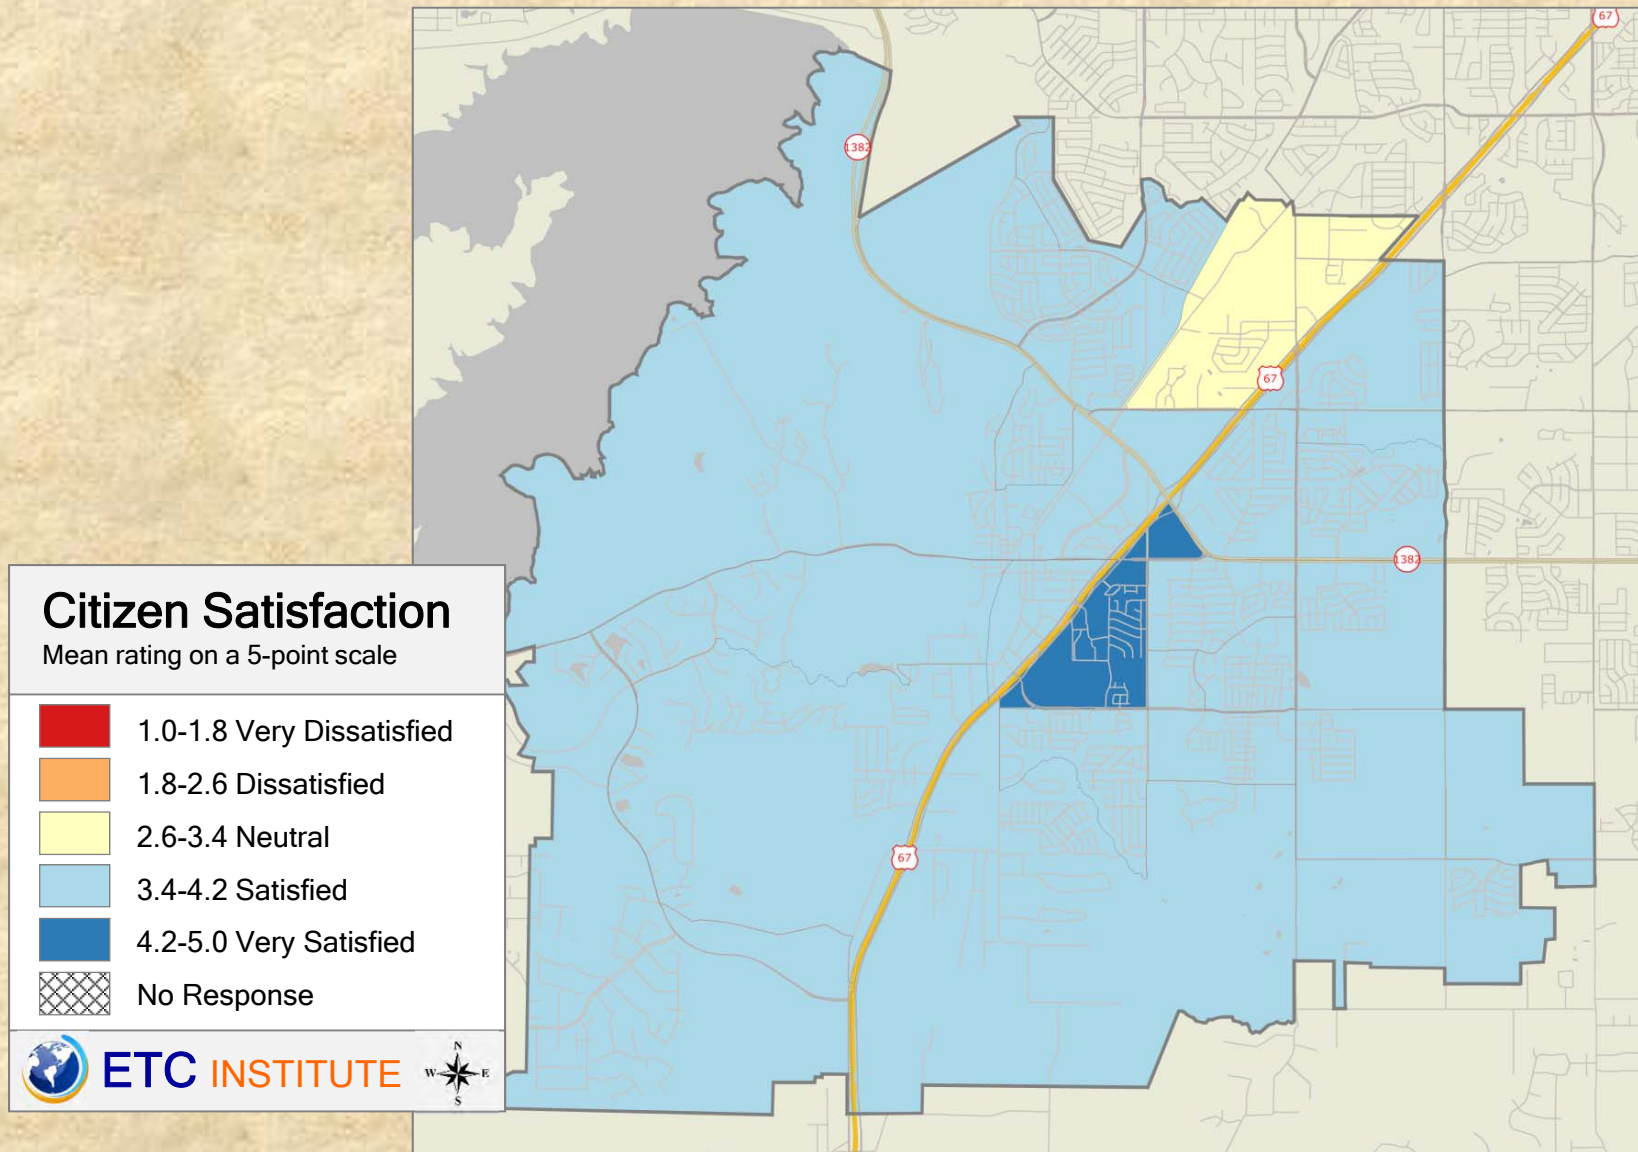 67
1382
67
1382
67
Citizen Satisfaction
Mean rating on a 5-point scale
1.0-1.8 Very Dissatisfied
1.8-2.6 Dissatisfied
2.6-3.4 Neutral
3.4-4.2 Satisfied
4.2-5.0 Very Satisfied
No Response
ETC INSTITUTE
N
W E
S